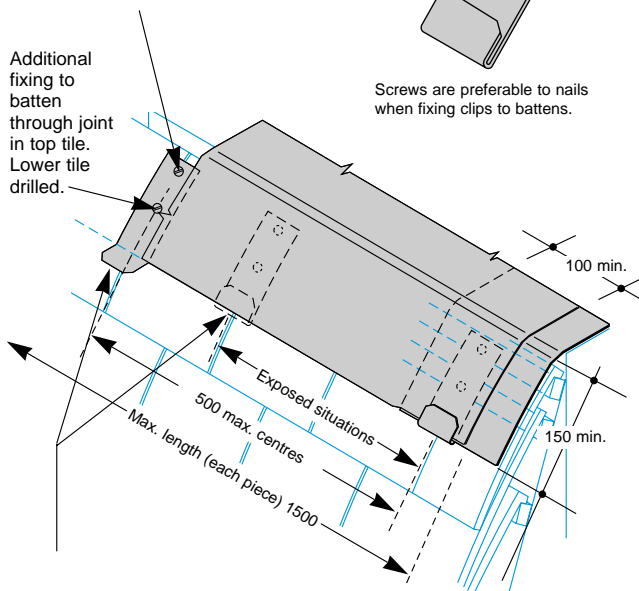 Additional
fixing to
batten
through joint
in top tile.
Lower tile
drilled.
Screws are preferable to nails
when fixing clips to battens.
100 min.
Exposed situations
500 max. centres
150 min.
Max. length (each piece) 1500